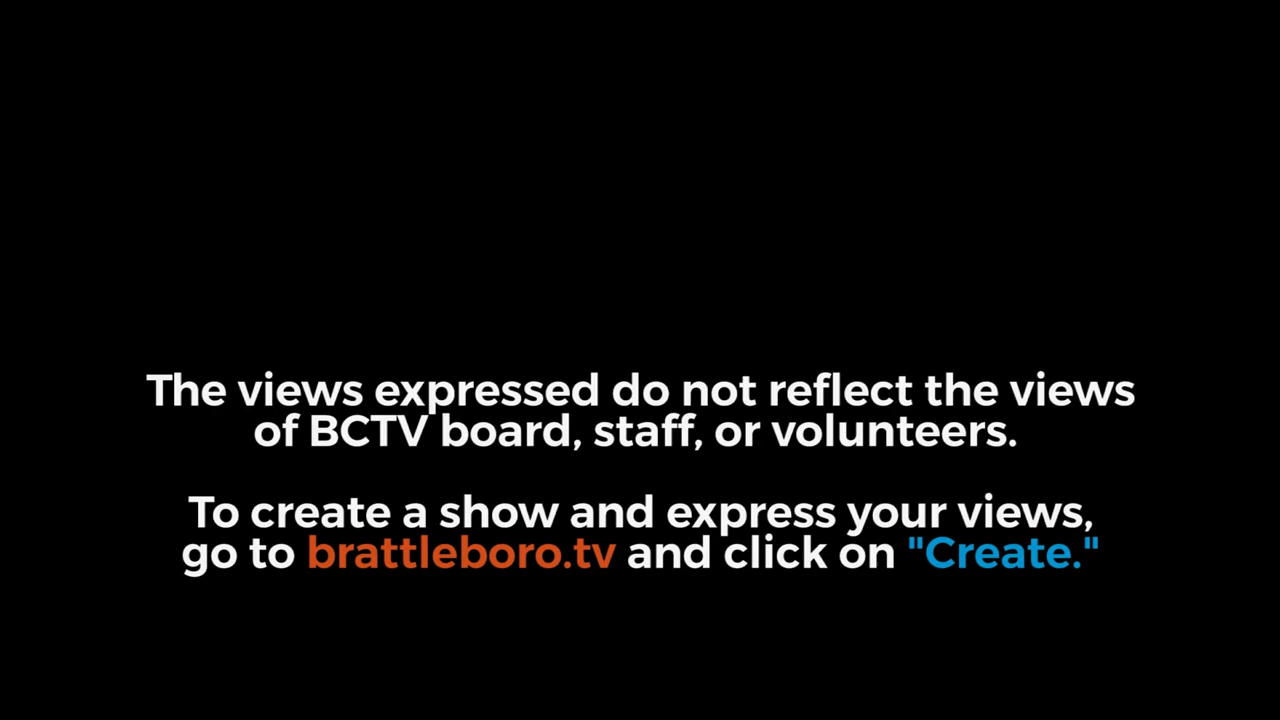 The views expressed do not reflect the views
of BCTV board, staff, or volunteers.
To create a show and express your views,
go to brattleboro.tv and click on "Create."